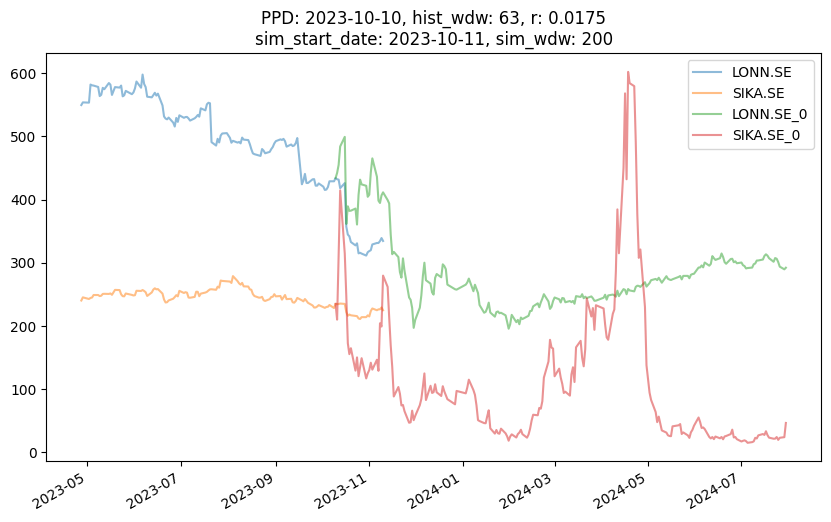 PPD: 2023-10-10, hist_wdw: 63, r: 0.0175
sim_start_date: 2023-10-11, sim_wdw: 200
LONN.SE
SIKA.SE
LONN.SE_0
SIKA.SE_0
600
500
400
300
200
100
0
2023-05
2023-07
2023-09
2023-11
2024-01
2024-03
2024-05
2024-07